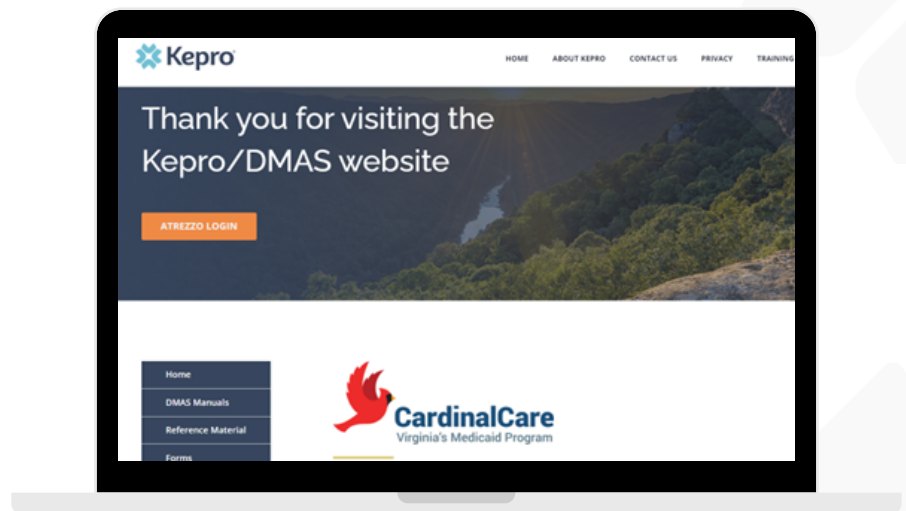 Kepro
HOME ABOUT KEPRO CONTACT US PRIVACY TRAINING
Thank you for visiting the
Kepro/DMAS website
ATREZZO LOGIN
Home
DMAS Manuals
Reference Material
Forms
CardinalCare
Virginia's Medicaid Program